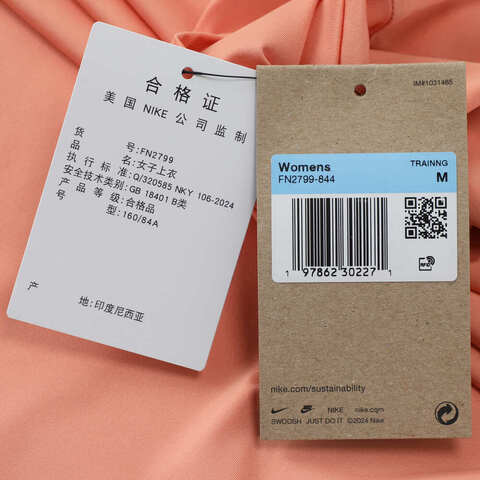 合格证
美国 NIKE 公司监制
货 号:FN2799
品 名:女子上衣
执行标准:Q/320585 NKY 106-2024
安全技术类别:GB 18401 B类
产品等级:合格品
型:160/84A
产 地:印度尼西亚
IM#1031465
Womens TRAINNG
FN2799-844 M
1 97862 30227 1
RFID
nike.com/sustainability
NIKE nike.com
SWOOSH JUST DO IT ©2024 Nike